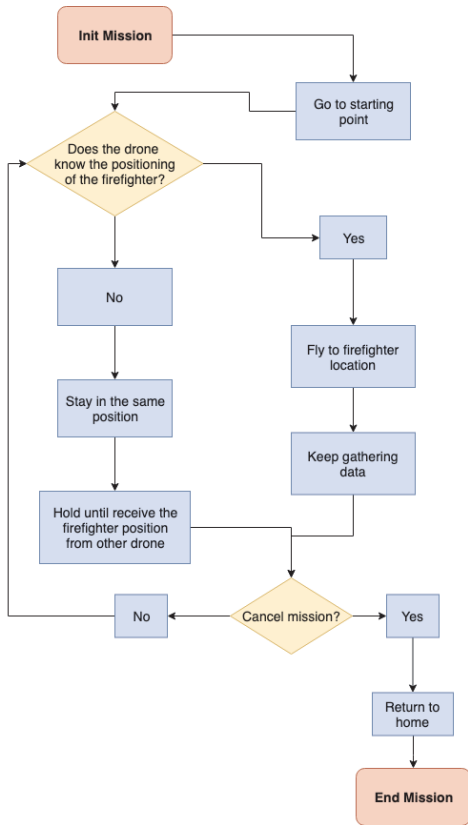 Init Mission
Go to starting
point
Does the drone
know the positioning
of the firefighter?
Yes
No
Fly to firefighter
location
Stay in the same
position
Keep gathering
data
Hold until receive the
firefighter position
from other drone
Cancel mission?
No
Yes
Return to
home
End Mission